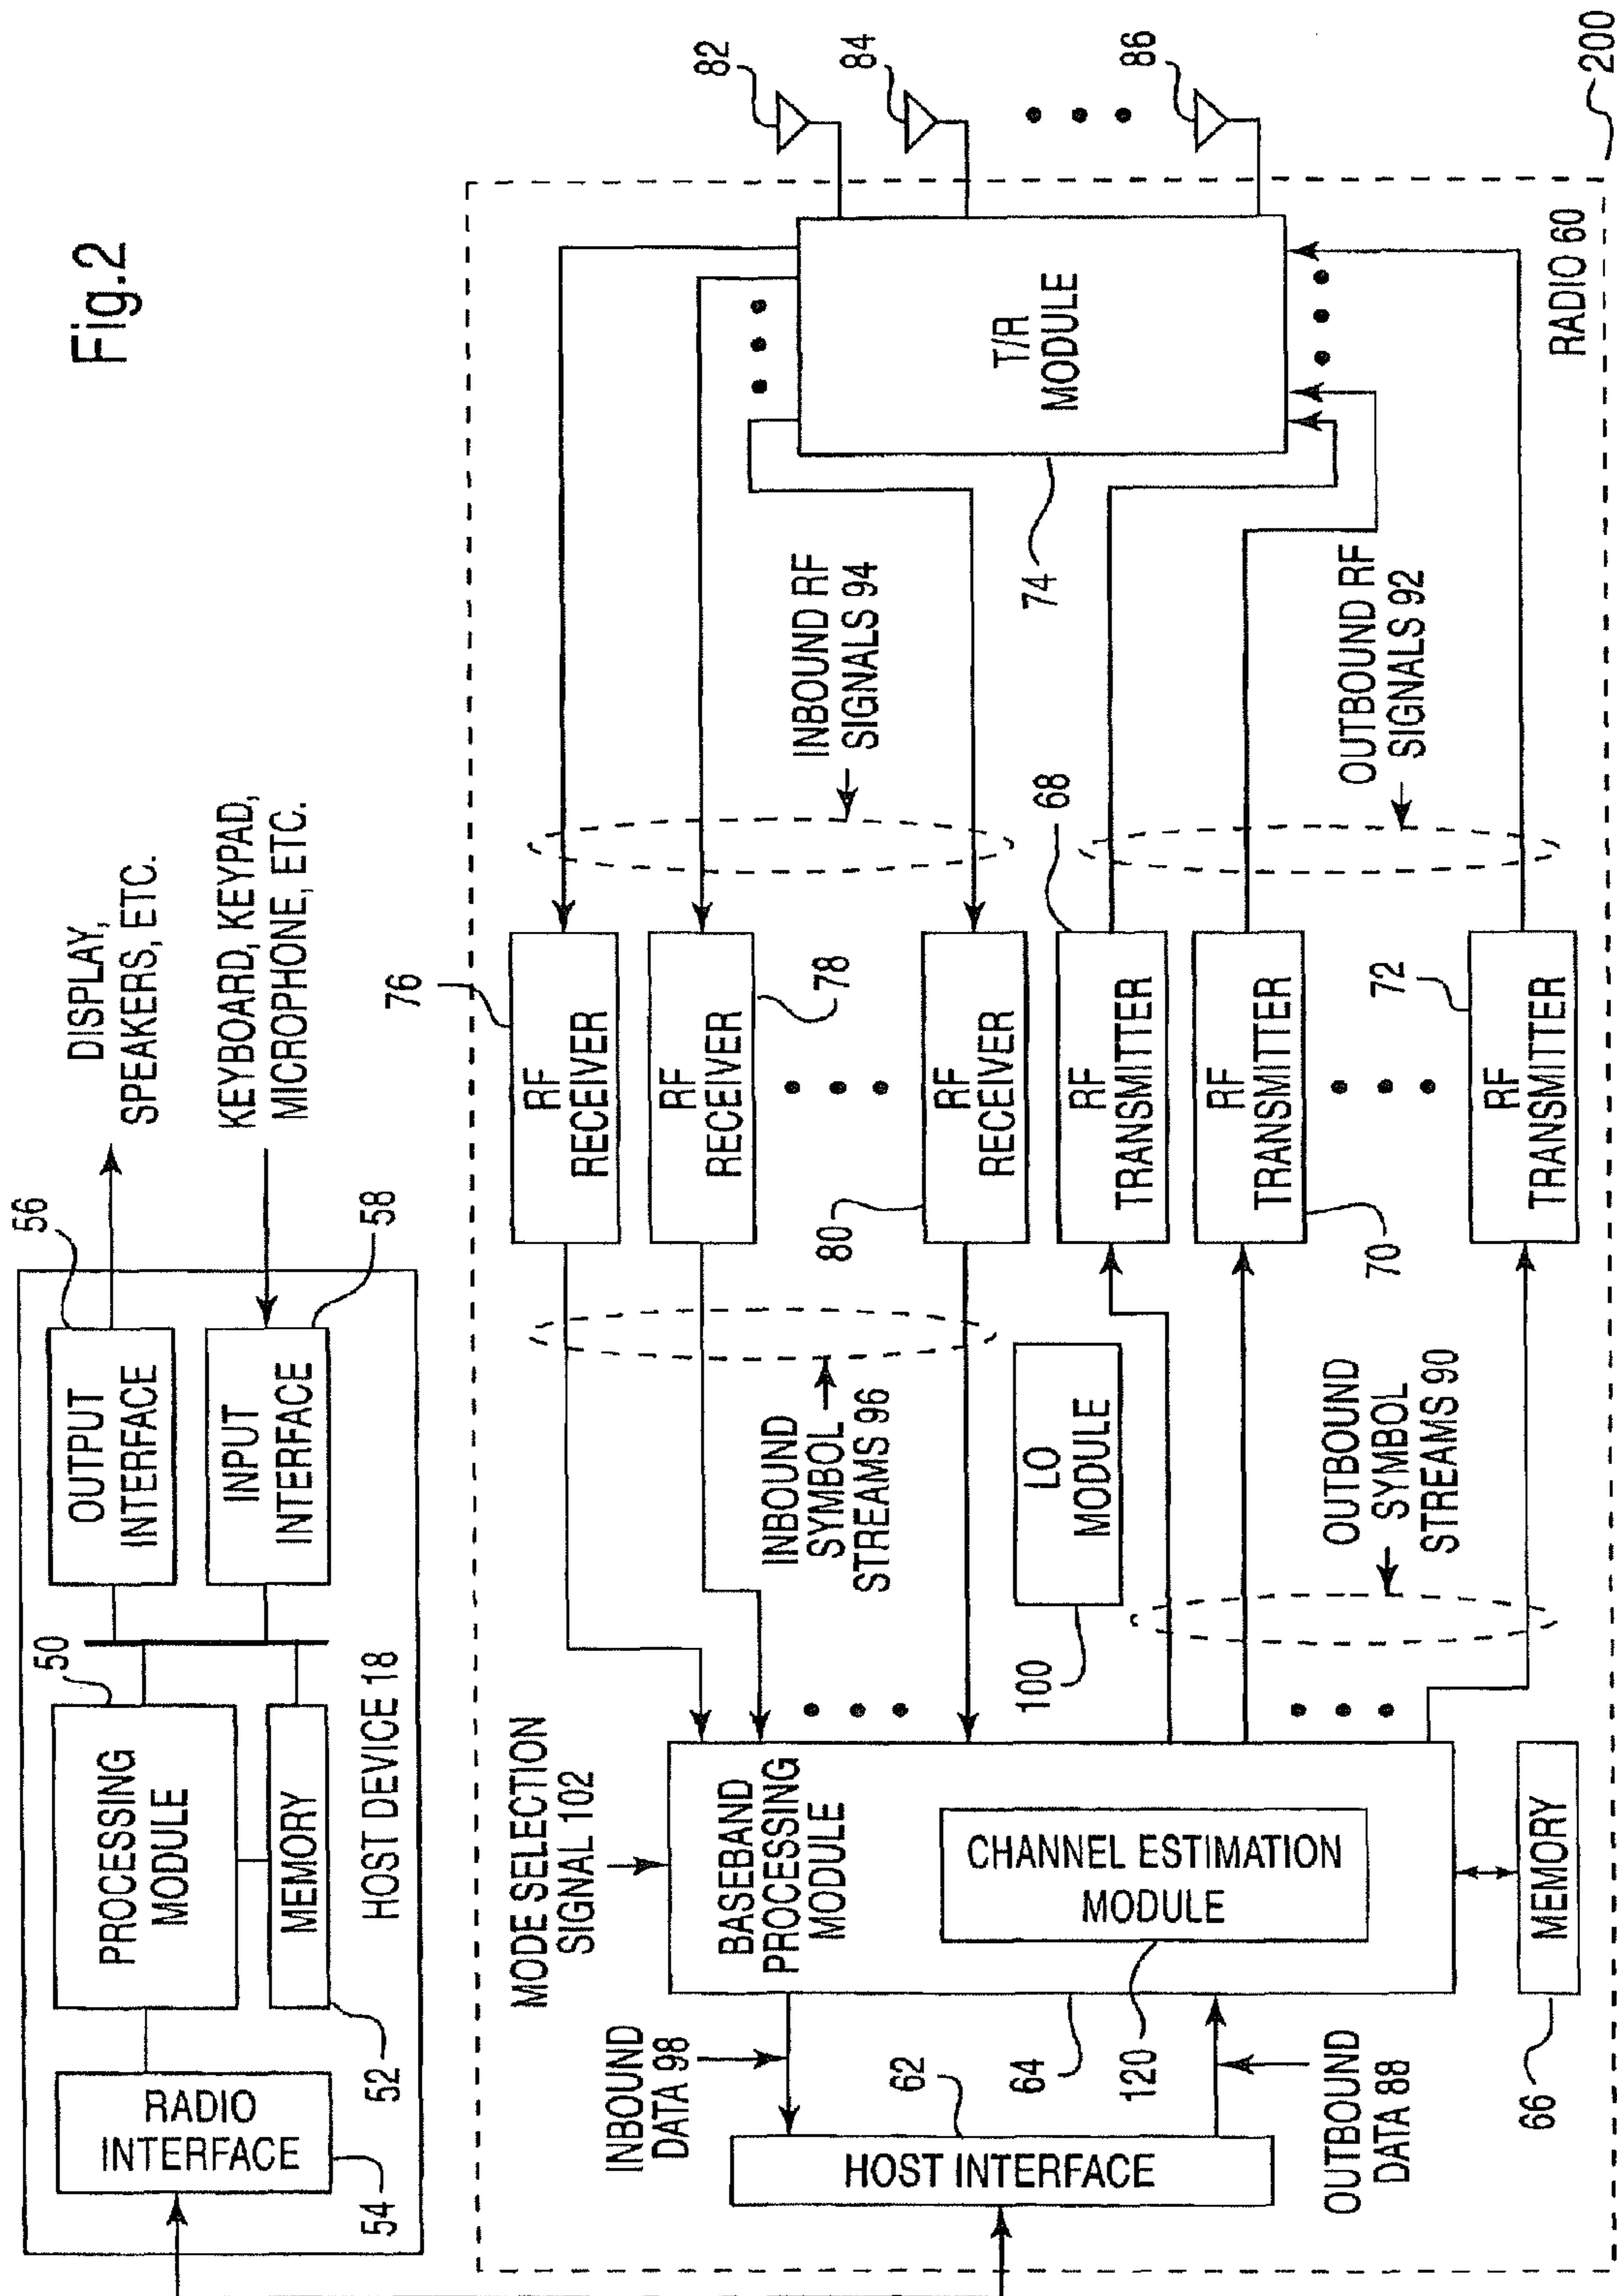 Fig.2
RADIO
INTERFACE
54
PROCESSING
MODULE
50
MEMORY
52
HOST DEVICE 18
OUTPUT
INTERFACE
56
INPUT
INTERFACE
58
DISPLAY,
SPEAKERS, ETC.
KEYBOARD, KEYPAD,
MICROPHONE, ETC.
MODE SELECTION
SIGNAL 102
INBOUND
DATA 98
HOST INTERFACE
62
64
120
OUTBOUND
DATA 88
BASEBAND
PROCESSING
MODULE
CHANNEL ESTIMATION
MODULE
MEMORY
66
INBOUND
SYMBOL
STREAMS 96
LO
MODULE
100
OUTBOUND
SYMBOL
STREAMS 90
RF
RECEIVER
76
RF
RECEIVER
78
RF
RECEIVER
80
RF
TRANSMITTER
68
RF
TRANSMITTER
70
RF
TRANSMITTER
72
INBOUND RF
SIGNALS 94
OUTBOUND RF
SIGNALS 92
T/R
MODULE
74
82
84
86
RADIO 60
200